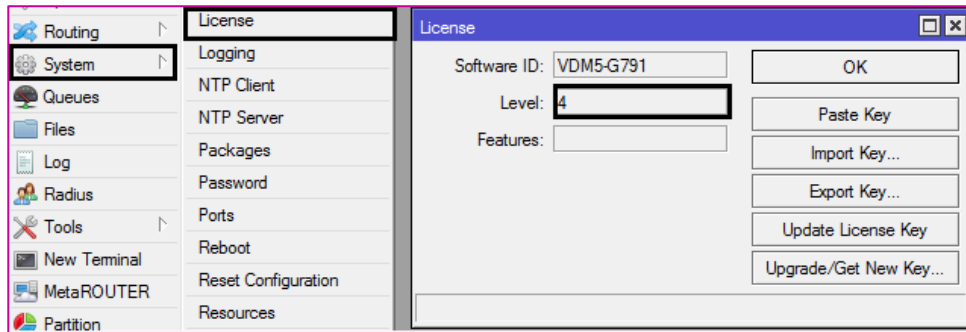 Routing
System
Queues
Files
Log
Radius
Tools
New Terminal
MetaROUTER
Partition
License
Logging
NTP Client
NTP Server
Packages
Password
Ports
Reboot
Reset Configuration
Resources
License
Software ID: VDM5-G791
Level: 4
Features:
OK
Paste Key
Import Key...
Export Key...
Update License Key
Upgrade/Get New Key...